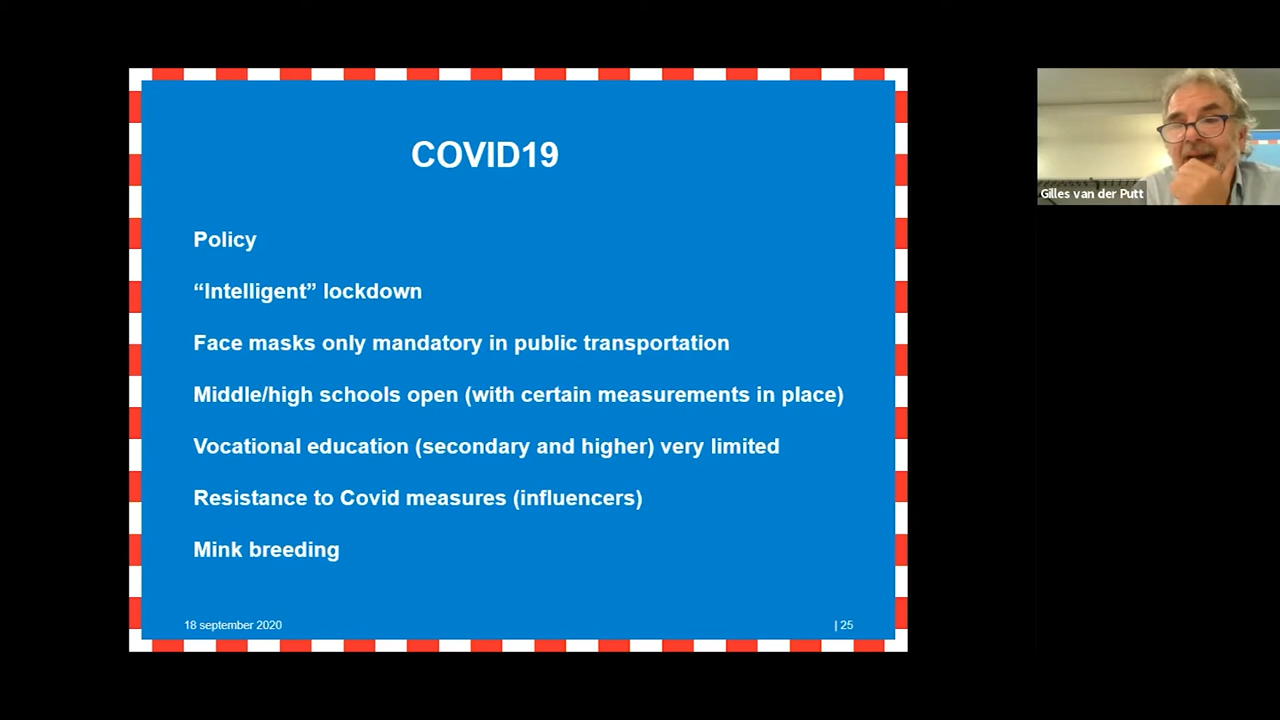 COVID19
Policy
“Intelligent” lockdown
Face masks only mandatory in public transportation
Middle/high schools open (with certain measurements in place)
Vocational education (secondary and higher) very limited
Resistance to Covid measures (influencers)
Mink breeding
18 september 2020
| 25
Gilles van der Putt